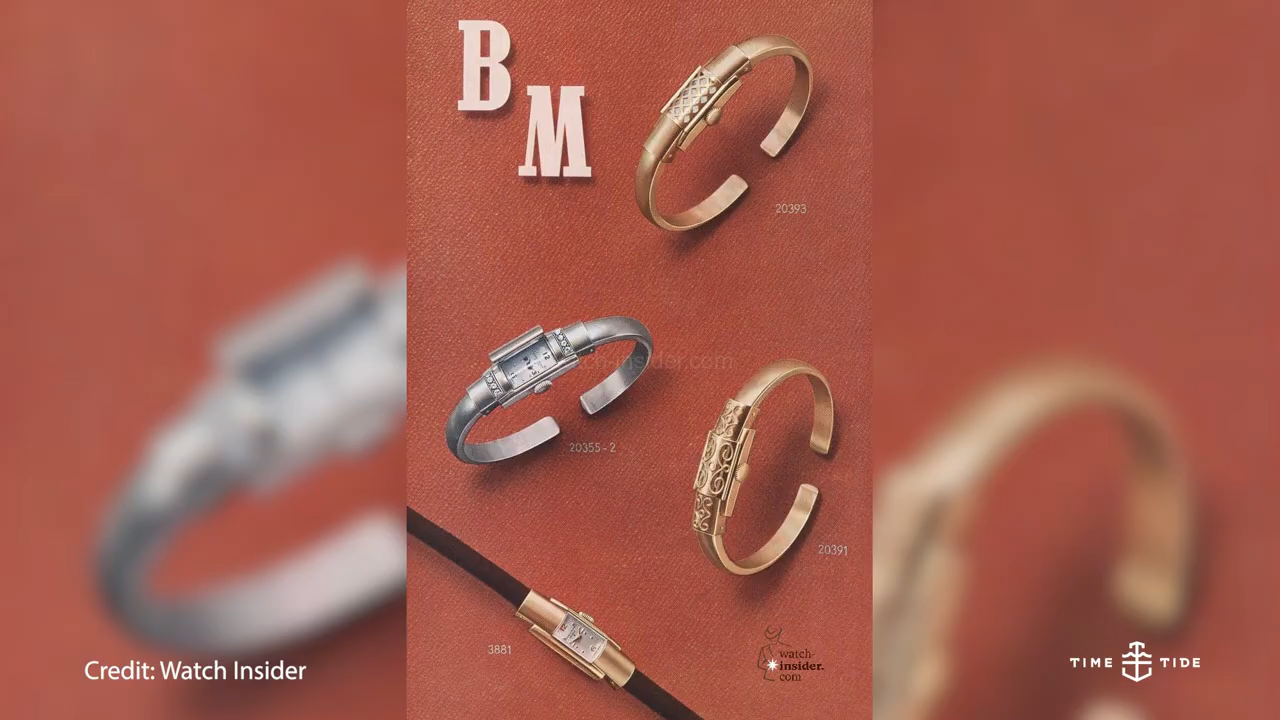 B
M
20393
20355-2
20391
3881
watch-
insider.
com
Credit: Watch Insider
TIME TIDE